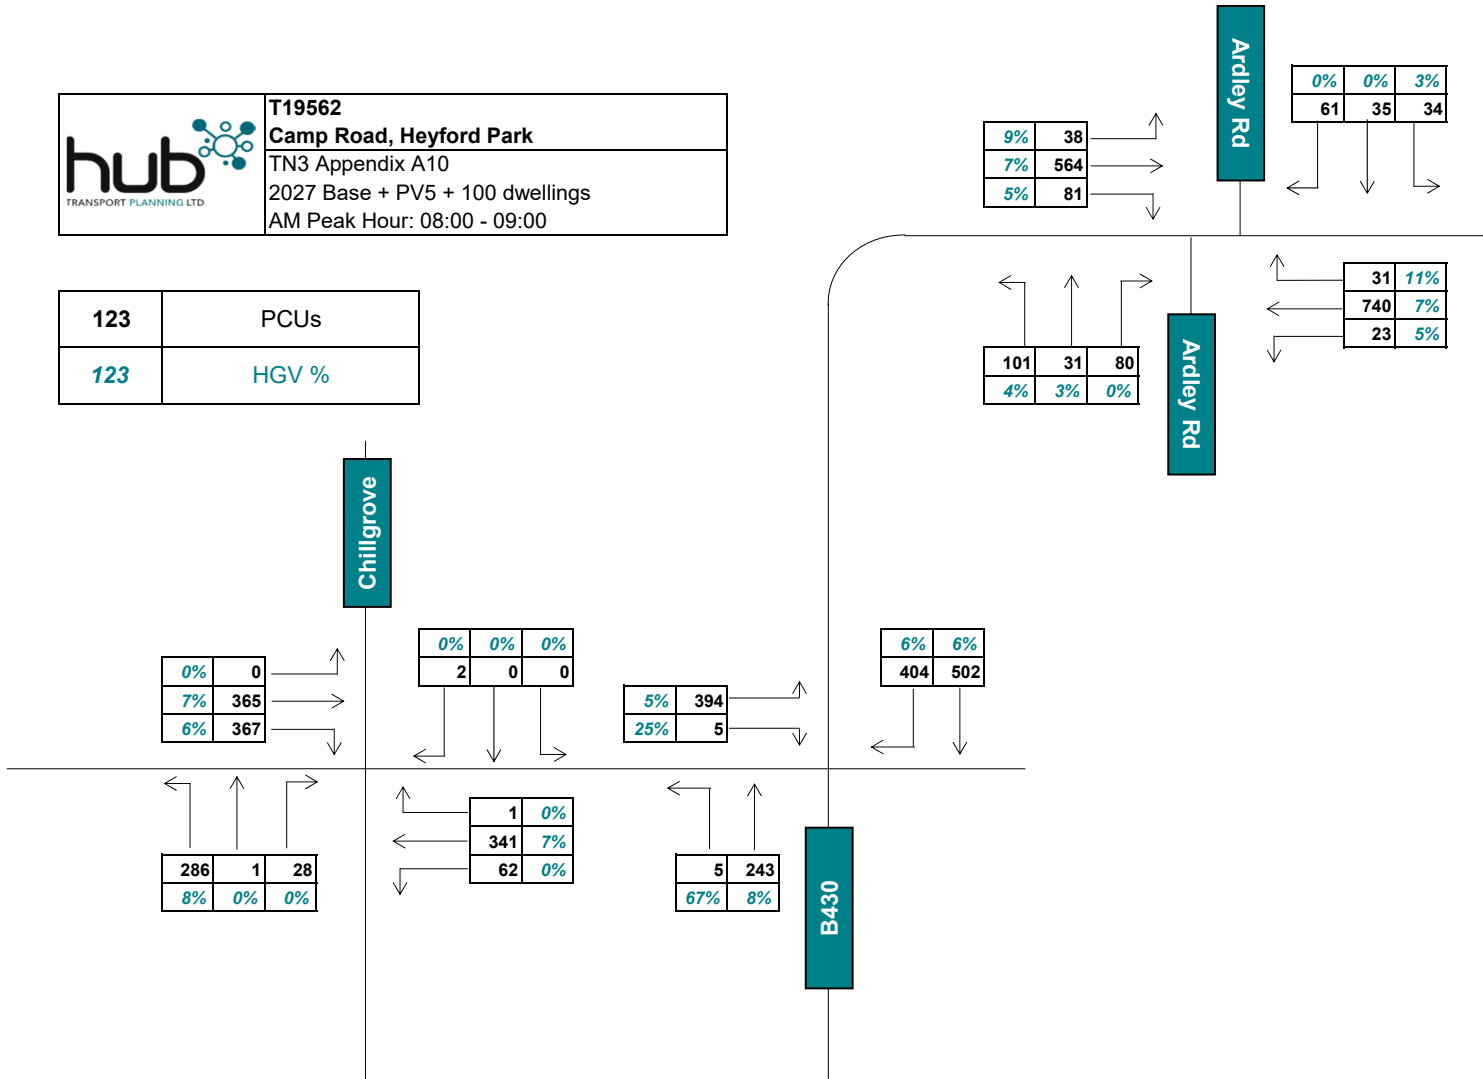 hub
TRANSPORT PLANNING LTD
T19562
Camp Road, Heyford Park
TN3 Appendix A10
2027 Base + PV5 + 100 dwellings
AM Peak Hour: 08:00 - 09:00
123 PCUs
123 HGV %
Ardley Rd
0% 0% 3%
61 35 34
9% 38
7% 564
5% 81
31 11%
740 7%
23 5%
101 31 80
4% 3% 0%
Ardley Rd
Chillgrove
0% 0
7% 365
6% 367
0% 0% 0%
2 0 0
5% 394
25% 5
6% 6%
404 502
286 1 28
8% 0% 0%
1 0%
341 7%
62 0%
5 243
67% 8%
B430